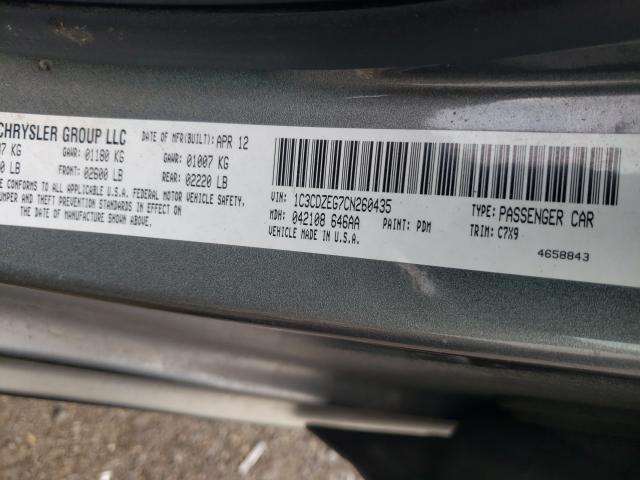 CHRYSLER GROUP LLC DATE OF MFR(BUILT): APR 12
KG GAWR: 01180 KG GAWR: 01007 KG
LB FRONT: 02600 LB REAR: 02220 LB
TO ALL APPLICABLE U.S.A. FEDERAL MOTOR VEHICLE SAFETY,
AND THEFT PREVENTION STANDARDS IN EFFECT ON
THE DATE OF MANUFACTURE SHOWN ABOVE.
VIN: 1C3CDZEG7CN260435 TYPE: PASSENGER CAR
MDH: 042108 646AA PAINT: PDM TRIM: C7X9
VEHICLE MADE IN U.S.A. 4658843